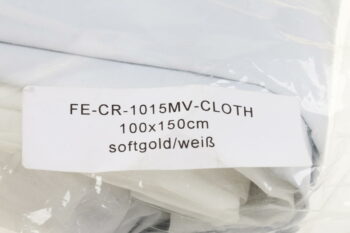 FE-CR-1015MV-CLOTH
100x150cm
softgold/weiß